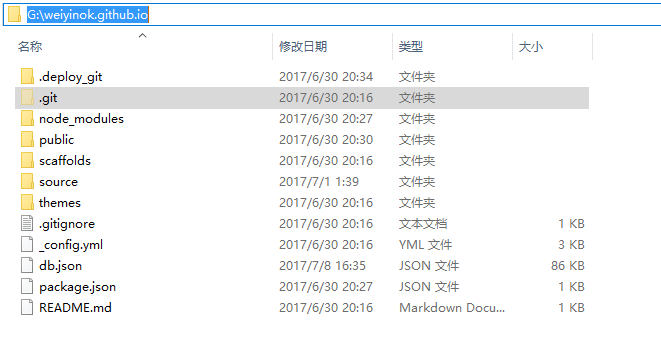 G:\weiyinok.github.io
名称 修改日期 类型 大小
.deploy_git 2017/6/30 20:34 文件夹
.git 2017/6/30 20:16 文件夹
node_modules 2017/6/30 20:27 文件夹
public 2017/6/30 20:30 文件夹
scaffolds 2017/6/30 20:16 文件夹
source 2017/7/1 1:39 文件夹
themes 2017/6/30 20:16 文件夹
.gitignore 2017/6/30 20:16 文本文档 1 KB
_config.yml 2017/6/30 20:16 YML 文件 3 KB
db.json 2017/7/8 16:35 JSON 文件 86 KB
package.json 2017/6/30 20:27 JSON 文件 1 KB
README.md 2017/6/30 20:16 Markdown Docu... 1 KB